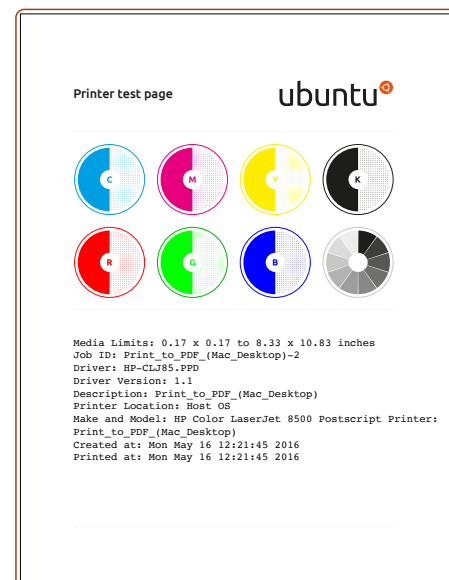 Printer test page
ubuntu
C M Y K
R G B
Media Limits: 0.17 x 0.17 to 8.33 x 10.83 inches
Job ID: Print_to_PDF_(Mac_Desktop)-2
Driver: HP-CLJ85.PPD
Driver Version: 1.1
Description: Print_to_PDF_(Mac_Desktop)
Printer Location: Host OS
Make and Model: HP Color LaserJet 8500 Postscript Printer:
Print_to_PDF_(Mac_Desktop)
Created at: Mon May 16 12:21:45 2016
Printed at: Mon May 16 12:21:45 2016